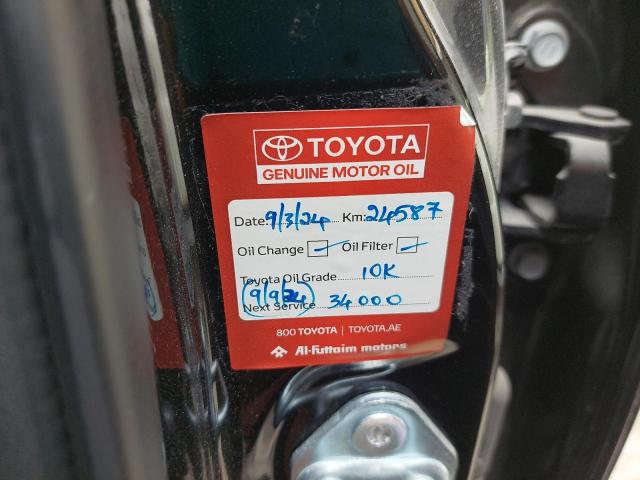 TOYOTA
GENUINE MOTOR OIL
Date: 9/3/24 Km: 24587
Oil Change Oil Filter
Toyota Oil Grade 10K
9/9/24
Next Service 34000
800 TOYOTA | TOYOTA.AE
Al-Futtaim motors